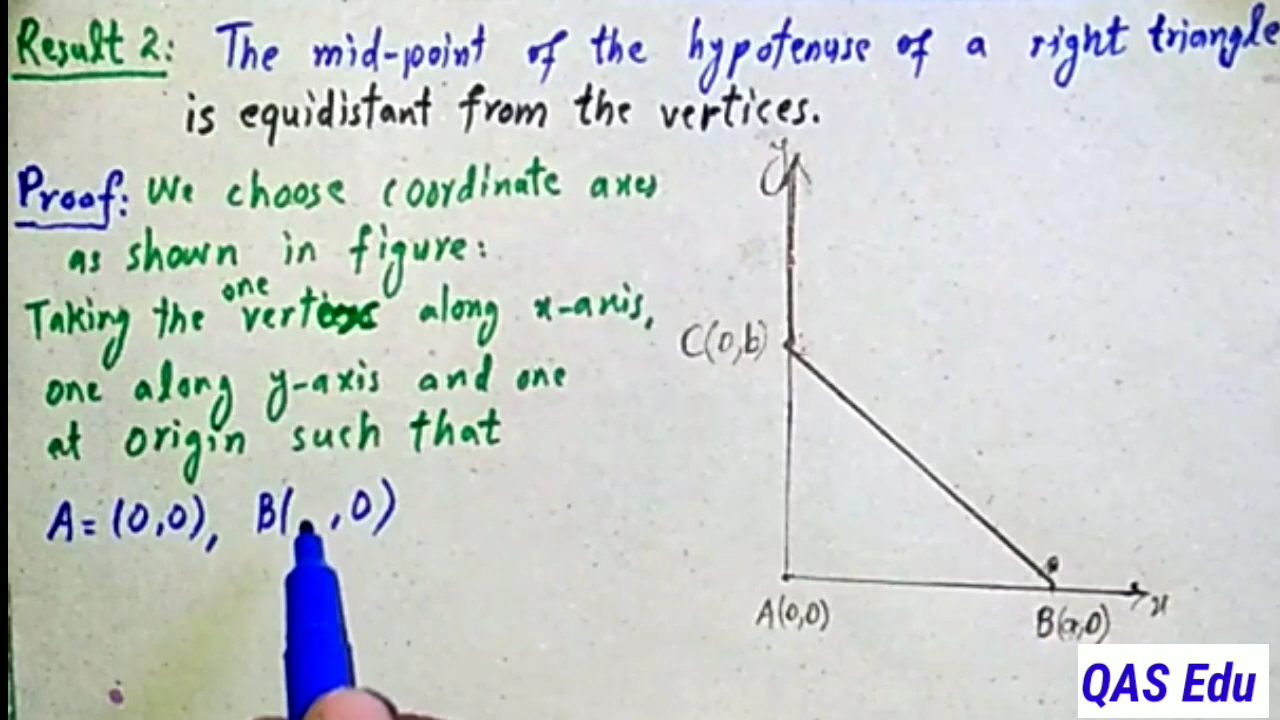 Result 2: The mid-point of the hypotenuse of a right triangle
is equidistant from the vertices.
Proof: We choose coordinate axes
as shown in figure:
Taking the one vertex along x-axis,
one along y-axis and one
at origin such that
A = (0,0), B( ,0)
y
C(0,b)
A(0,0)
B(a,0)
x
QAS Edu